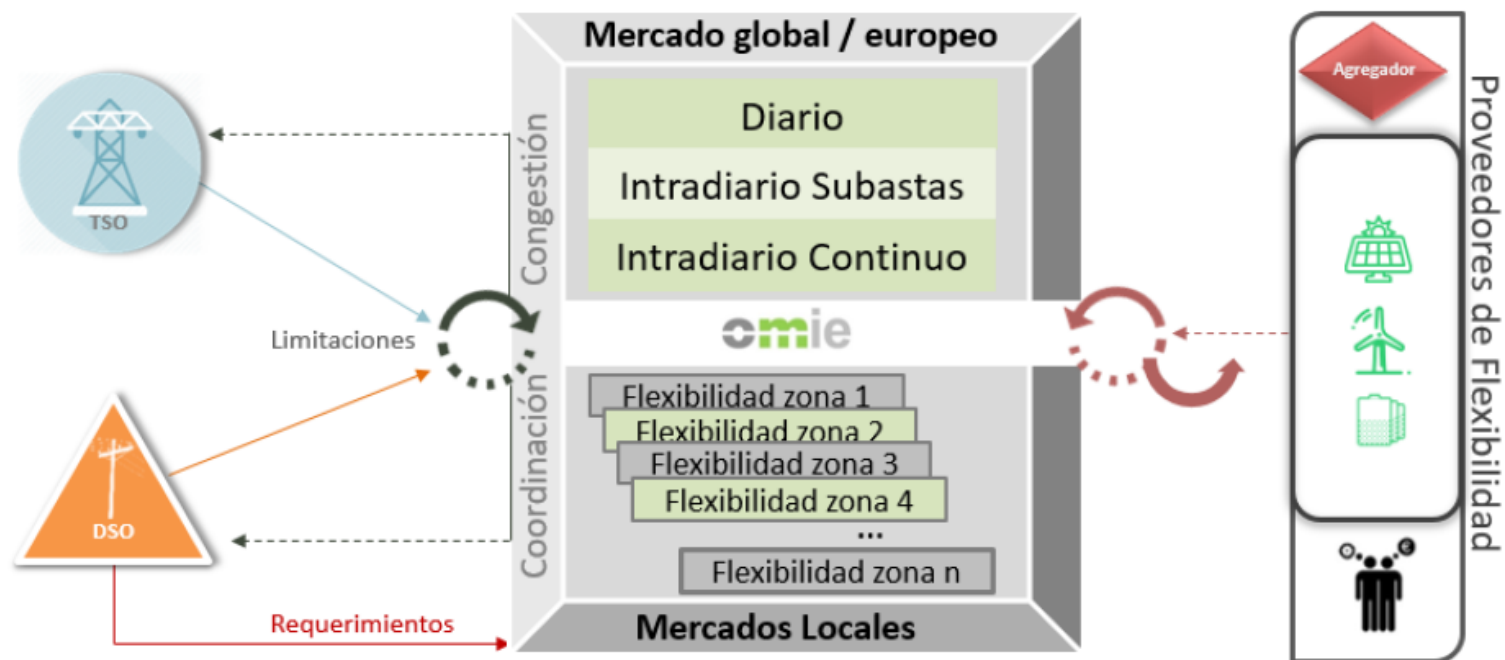 Mercado global / europeo
Diario
Intradiario Subastas
Intradiario Continuo
Congestión
omie
Coordinación
Flexibilidad zona 1
Flexibilidad zona 2
Flexibilidad zona 3
Flexibilidad zona 4
...
Flexibilidad zona n
Mercados Locales
TSO
Limitaciones
DSO
Requerimientos
Agregador
Proveedores de Flexibilidad
€